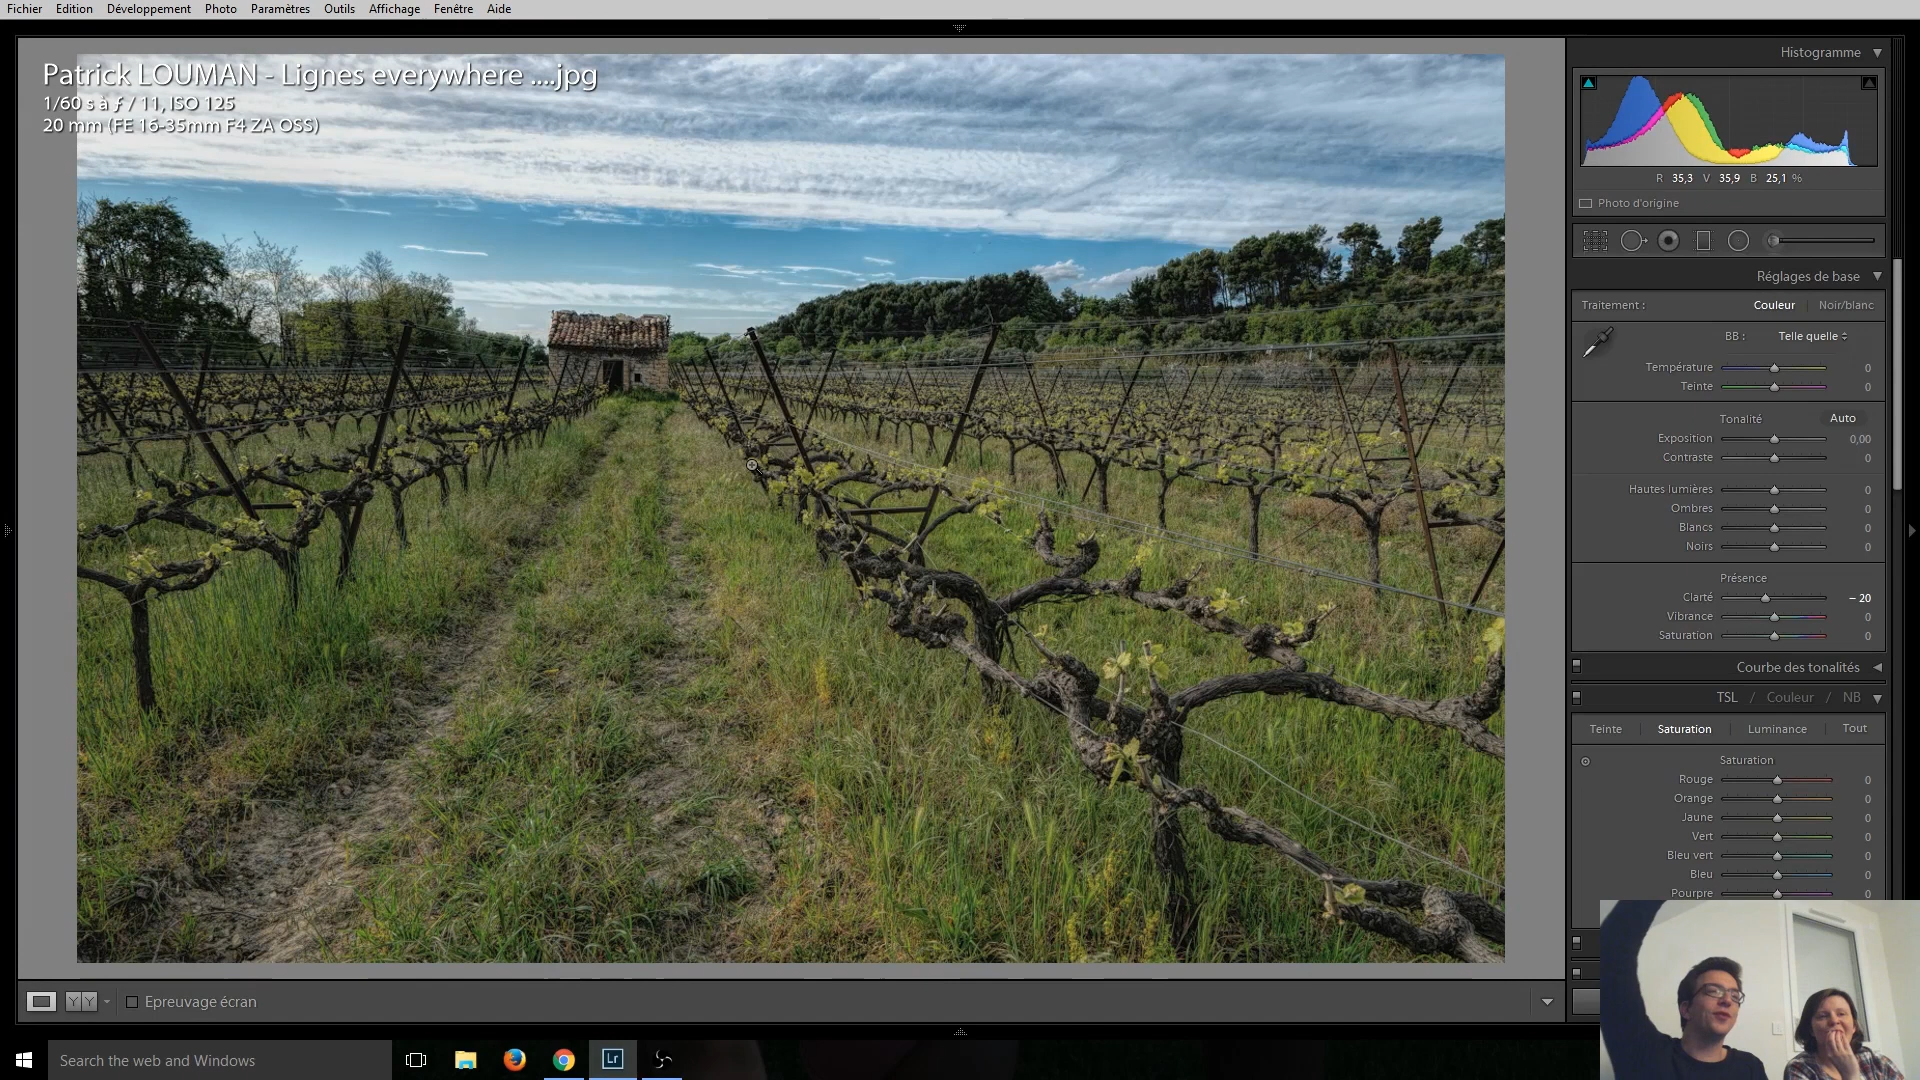 Fichier Edition Développement Photo Paramètres Outils Affichage Fenêtre Aide
Patrick LOUMAN - Lignes everywhere ....jpg
1/60 s à ƒ / 11, ISO 125
20 mm (FE 16-35mm F4 ZA OSS)
Histogramme
R 35,3 V 35,9 B 25,1 %
Photo d'origine
Réglages de base
Traitement : Couleur Noir/blanc
BB : Telle quelle
Température 0
Teinte 0
Tonalité Auto
Exposition 0,00
Contraste 0
Hautes lumières 0
Ombres 0
Blancs 0
Noirs 0
Présence
Clarté – 20
Vibrance 0
Saturation 0
Courbe des tonalités
TSL / Couleur / NB
Teinte Saturation Luminance Tout
Saturation
Rouge 0
Orange 0
Jaune 0
Vert 0
Bleu vert 0
Bleu 0
Pourpre 0
YY Epreuvage écran
Search the web and Windows
Lr